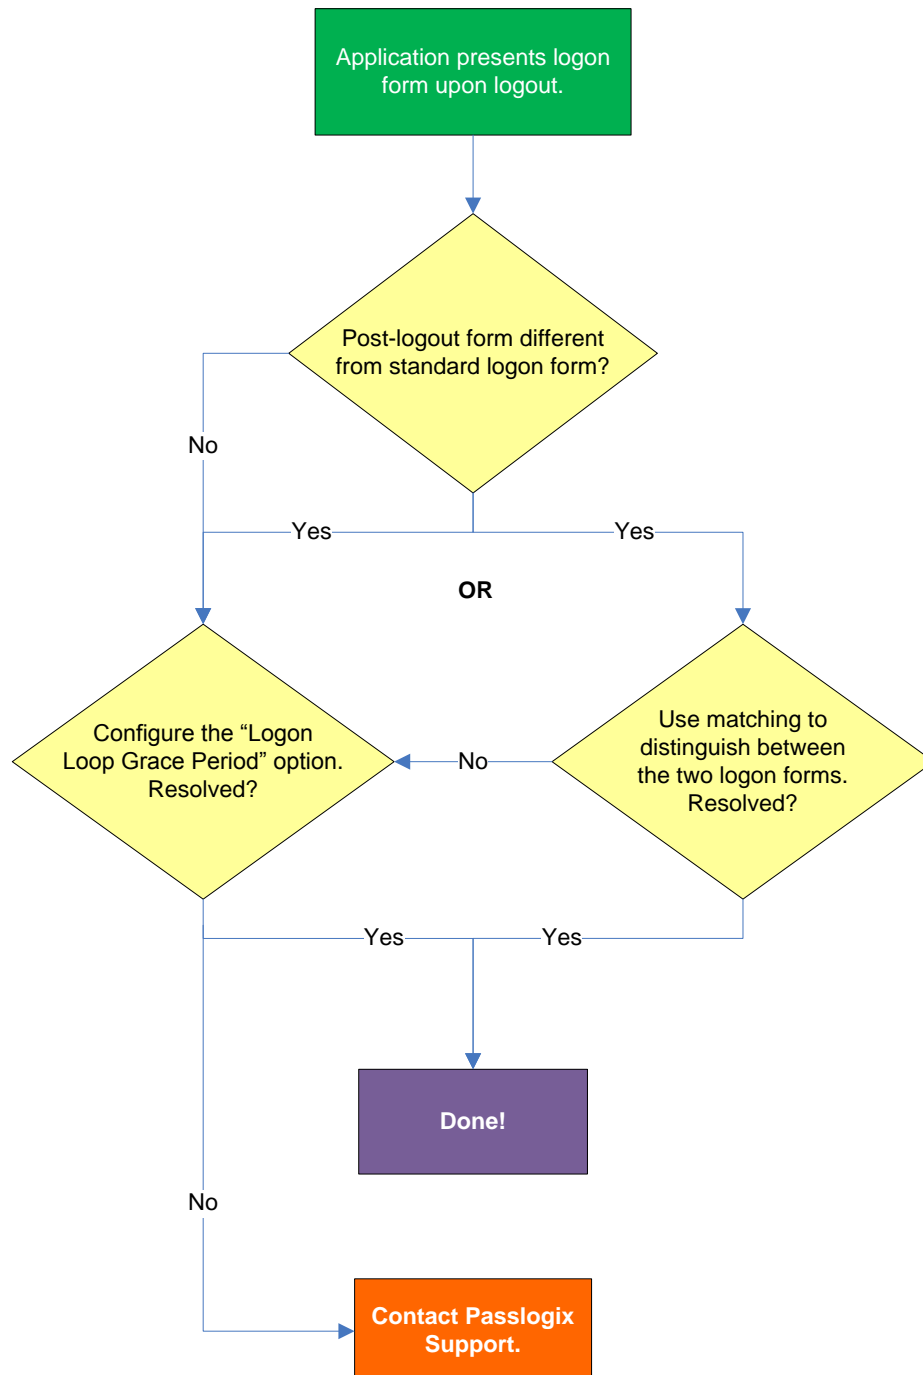 Application presents logon
form upon logout.
Post-logout form different
from standard logon form?
No
Yes
Yes
OR
Configure the “Logon
Loop Grace Period” option.
Resolved?
No
Use matching to
distinguish between
the two logon forms.
Resolved?
Yes
Yes
Done!
No
Contact Passlogix
Support.